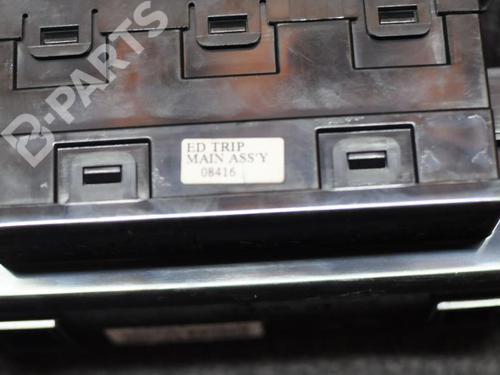 B-PARTS
ED TRIP
MAIN ASS'Y
08416